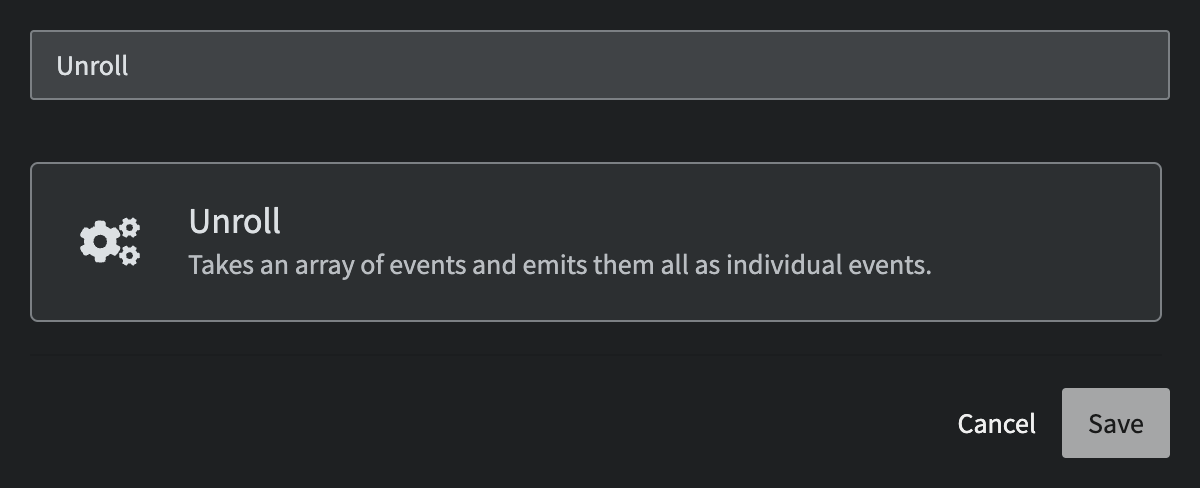 Unroll
Unroll
Takes an array of events and emits them all as individual events.
Cancel Save